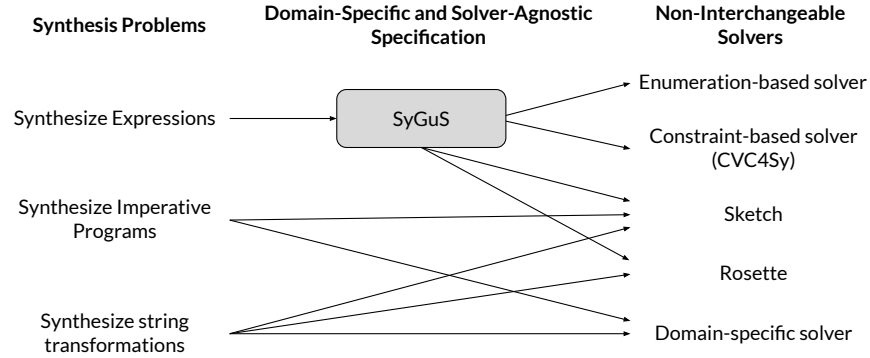 Synthesis Problems
Domain-Specific and Solver-Agnostic
Specification
Non-Interchangeable
Solvers
Synthesize Expressions
SyGuS
Enumeration-based solver
Constraint-based solver
(CVC4Sy)
Synthesize Imperative
Programs
Sketch
Rosette
Synthesize string
transformations
Domain-specific solver